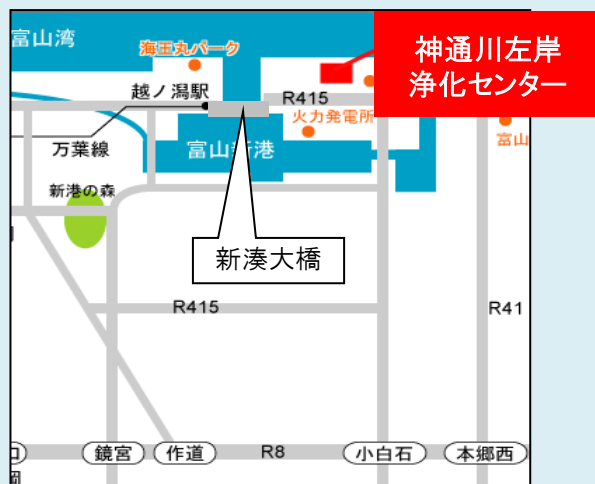 富山湾
海王丸パーク
神通川左岸
浄化センター
越ノ潟駅
R415
火力発電所
富山
万葉線
富山新港
新港の森
新湊大橋
R415
R41
口
鏡宮
作道
R8
小白石
本郷西